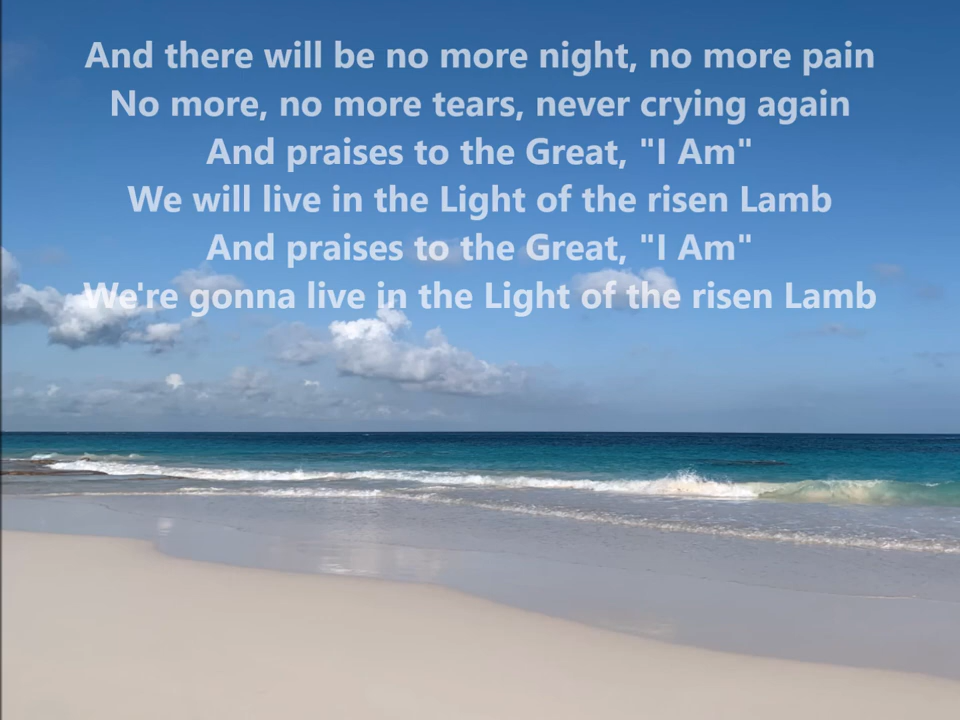 And there will be no more night, no more pain
No more, no more tears, never crying again
And praises to the Great, "I Am"
We will live in the Light of the risen Lamb
And praises to the Great, "I Am"
We're gonna live in the Light of the risen Lamb